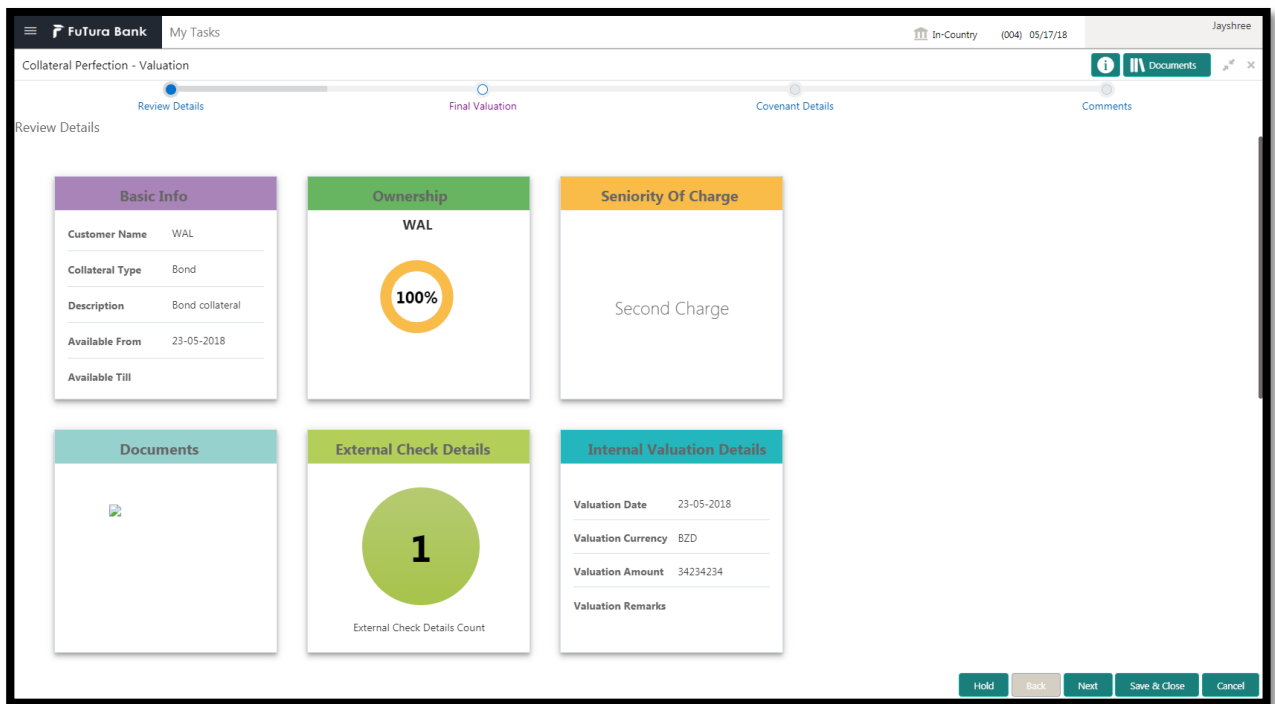 FuTura Bank My Tasks In-Country (004) 05/17/18 Jayshree
Collateral Perfection - Valuation i Documents
Review Details Final Valuation Covenant Details Comments
Review Details
Basic Info
Customer Name WAL
Collateral Type Bond
Description Bond collateral
Available From 23-05-2018
Available Till
Ownership
WAL
100%
Seniority Of Charge
Second Charge
Documents
External Check Details
1
External Check Details Count
Internal Valuation Details
Valuation Date 23-05-2018
Valuation Currency BZD
Valuation Amount 34234234
Valuation Remarks
Hold Back Next Save & Close Cancel